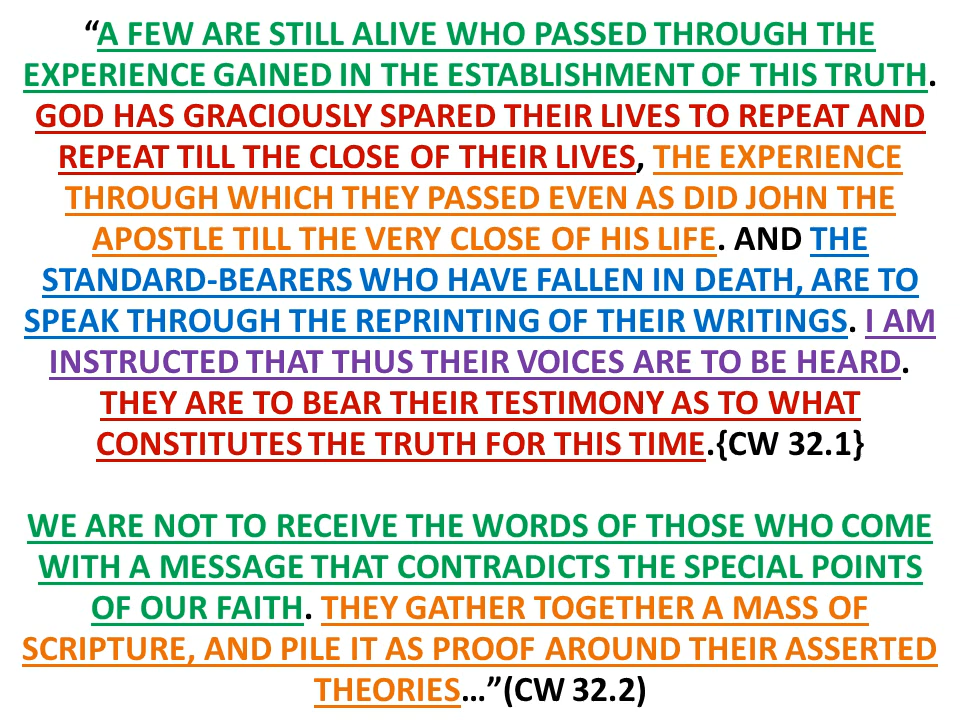 “A FEW ARE STILL ALIVE WHO PASSED THROUGH THE
EXPERIENCE GAINED IN THE ESTABLISHMENT OF THIS TRUTH.
GOD HAS GRACIOUSLY SPARED THEIR LIVES TO REPEAT AND
REPEAT TILL THE CLOSE OF THEIR LIVES, THE EXPERIENCE
THROUGH WHICH THEY PASSED EVEN AS DID JOHN THE
APOSTLE TILL THE VERY CLOSE OF HIS LIFE. AND THE
STANDARD-BEARERS WHO HAVE FALLEN IN DEATH, ARE TO
SPEAK THROUGH THE REPRINTING OF THEIR WRITINGS. I AM
INSTRUCTED THAT THUS THEIR VOICES ARE TO BE HEARD.
THEY ARE TO BEAR THEIR TESTIMONY AS TO WHAT
CONSTITUTES THE TRUTH FOR THIS TIME.{CW 32.1}
WE ARE NOT TO RECEIVE THE WORDS OF THOSE WHO COME
WITH A MESSAGE THAT CONTRADICTS THE SPECIAL POINTS
OF OUR FAITH. THEY GATHER TOGETHER A MASS OF
SCRIPTURE, AND PILE IT AS PROOF AROUND THEIR ASSERTED
THEORIES…”(CW 32.2)